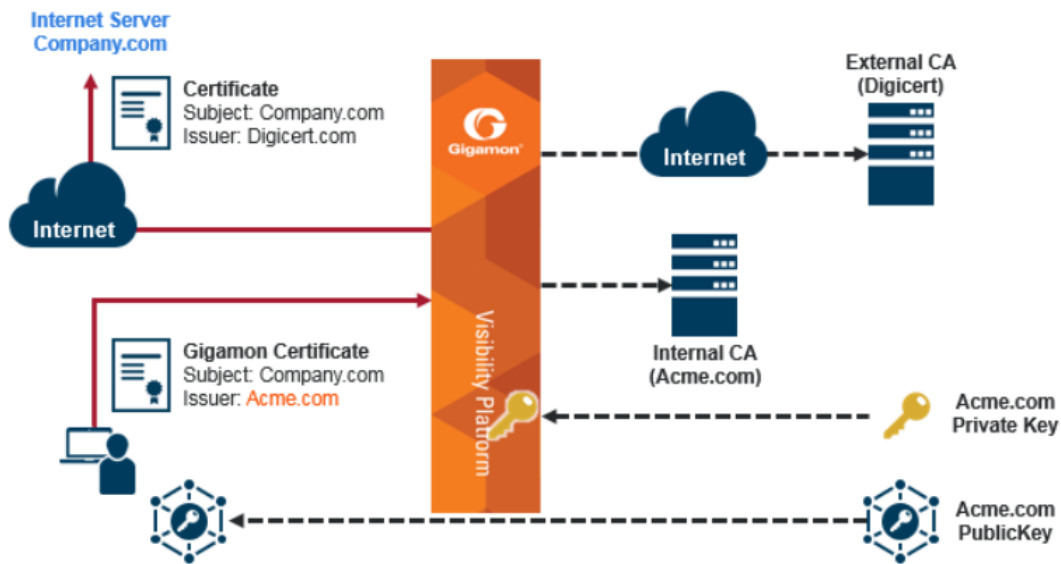 Internet Server
Company.com
Certificate
Subject: Company.com
Issuer: Digicert.com
Internet
Gigamon®
Visibility Platform
Internet
External CA
(Digicert)
Internal CA
(Acme.com)
Gigamon Certificate
Subject: Company.com
Issuer: Acme.com
Acme.com
Private Key
Acme.com
PublicKey